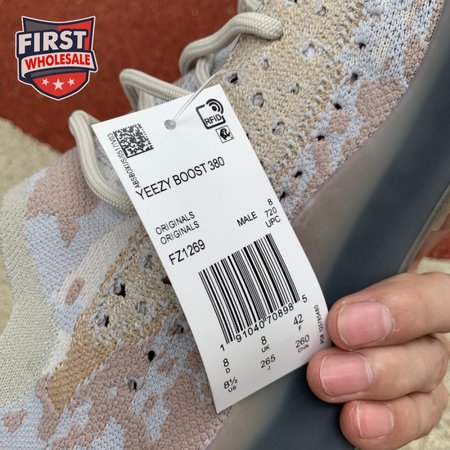 FIRST
WHOLESALE
RFID
YEEZY BOOST 380
ORIGINALS
ORIGINALS
MALE
8
720
UPC
FZ1269
1 91040 70898 5
8 D
8 UK
42 F
8½ US
265 J
260 CHN